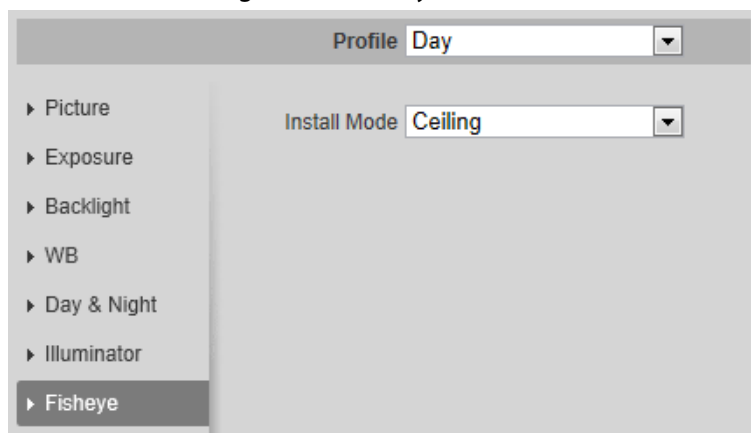 Profile Day
Picture
Install Mode Ceiling
Exposure
Backlight
WB
Day & Night
Illuminator
Fisheye